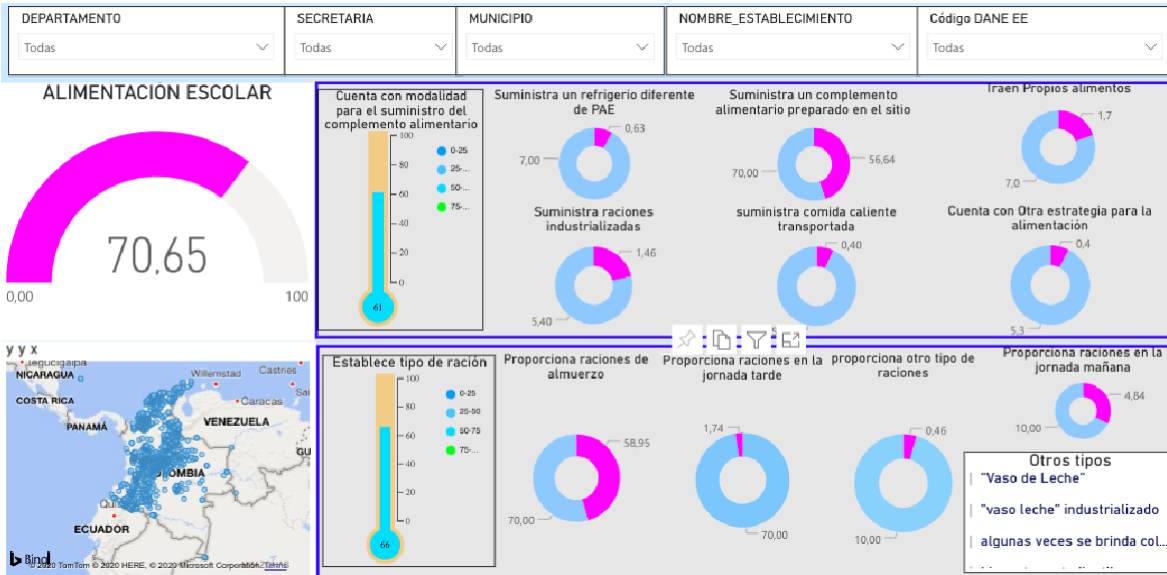 DEPARTAMENTO
Todas
SECRETARIA
Todas
MUNICIPIO
Todas
NOMBRE_ESTABLECIMIENTO
Todas
Código DANE EE
Todas
ALIMENTACIÓN ESCOLAR
70,65
0,00
100
Cuenta con modalidad
para el suministro del
complemento alimentario
100
80
60
40
20
0
61
0-25
25-...
50-...
75-...
Suministra un refrigerio diferente
de PAE
0,63
7,00
Suministra un complemento
alimentario preparado en el sitio
56,64
70,00
Traen Propios alimentos
1,7
7,0
Suministra raciones
industrializadas
1,46
5,40
suministra comida caliente
transportada
0,40
Cuenta con Otra estrategia para la
alimentación
0,4
5,3
y y x
Tegucigalpa
NICARAGUA
COSTA RICA
PANAMÁ
Willemstad
Castries
Caracas
VENEZUELA
ECUADOR
Bing
© 2020 TomTom © 2020 HERE, © 2020 Microsoft Corporation Terms
Establece tipo de ración
100
80
60
40
20
0
66
0-25
25-50
50-75
75-...
Proporciona raciones de
almuerzo
58,95
70,00
Proporciona raciones en la
jornada tarde
1,74
70,00
proporciona otro tipo de
raciones
0,46
10,00
Proporciona raciones en la
jornada mañana
4,84
10,00
Otros tipos
"Vaso de Leche"
"vaso leche" industrializado
algunas veces se brinda col...